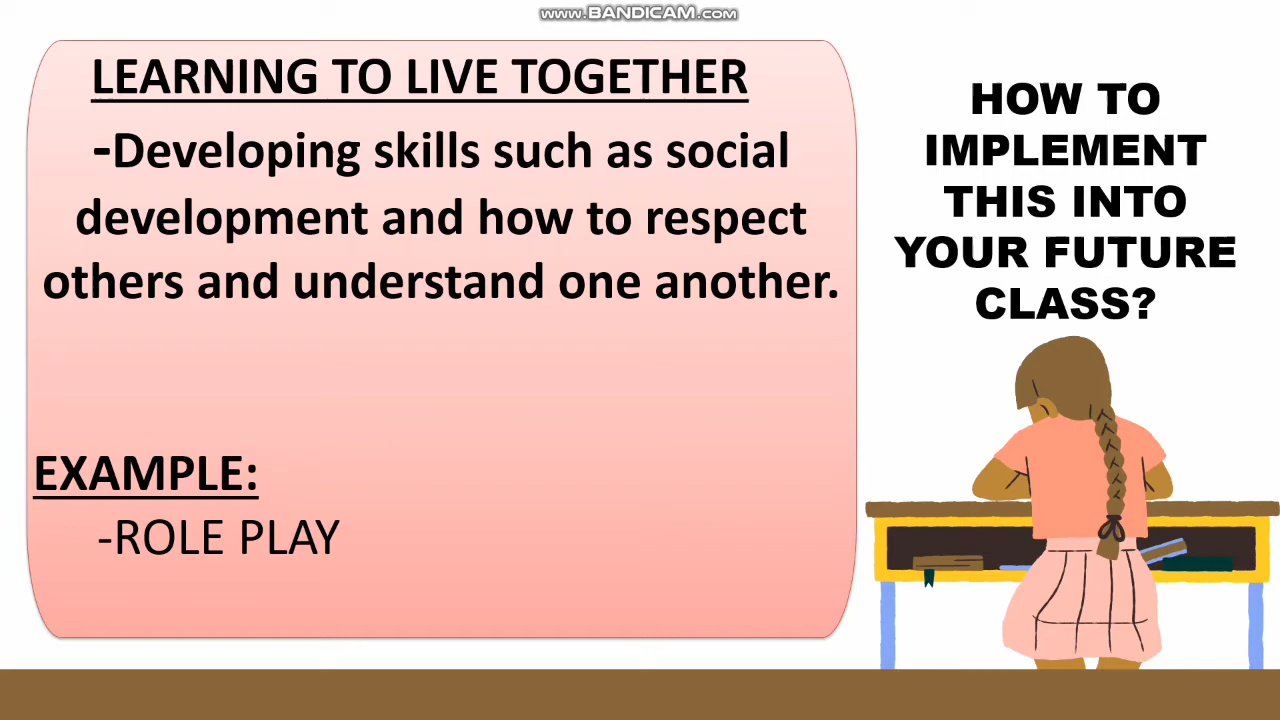 www.BANDICAM.com
LEARNING TO LIVE TOGETHER
-Developing skills such as social
development and how to respect
others and understand one another.
EXAMPLE:
-ROLE PLAY
HOW TO
IMPLEMENT
THIS INTO
YOUR FUTURE
CLASS?